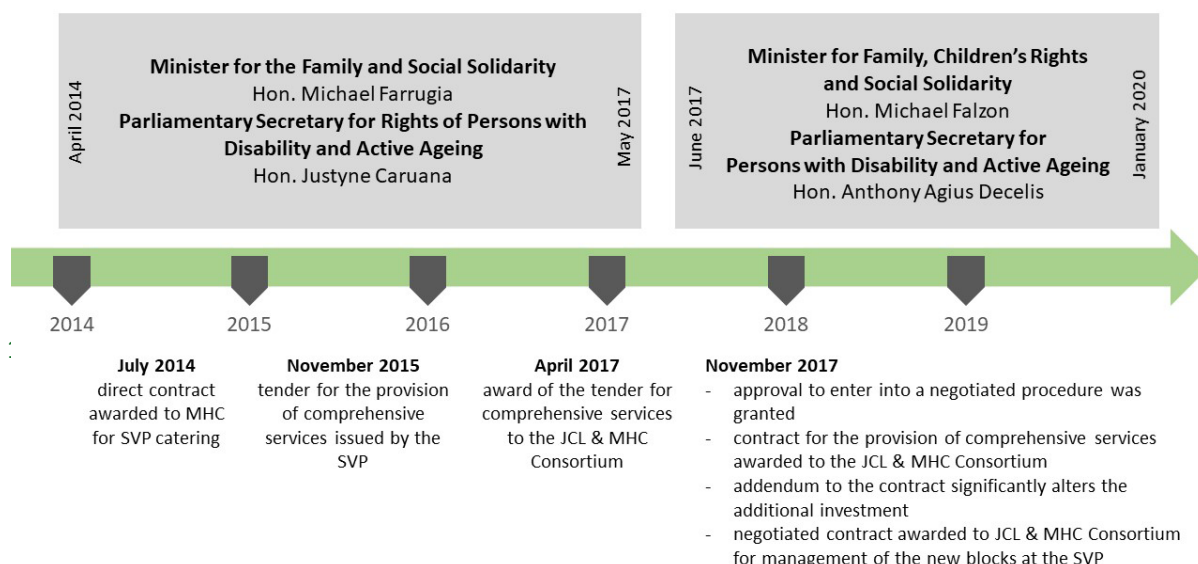 April 2014
Minister for the Family and Social Solidarity
Hon. Michael Farrugia
Parliamentary Secretary for Rights of Persons with
Disability and Active Ageing
Hon. Justyne Caruana
May 2017
June 2017
Minister for Family, Children's Rights
and Social Solidarity
Hon. Michael Falzon
Parliamentary Secretary for
Persons with Disability and Active Ageing
Hon. Anthony Agius Decelis
January 2020
2014
2015
2016
2017
2018
2019
July 2014
direct contract
awarded to MHC
for SVP catering
November 2015
tender for the provision
of comprehensive
services issued by the
SVP
April 2017
award of the tender for
comprehensive services
to the JCL & MHC
Consortium
November 2017
- approval to enter into a negotiated procedure was
granted
- contract for the provision of comprehensive services
awarded to the JCL & MHC Consortium
- addendum to the contract significantly alters the
additional investment
- negotiated contract awarded to JCL & MHC Consortium
for management of the new blocks at the SVP